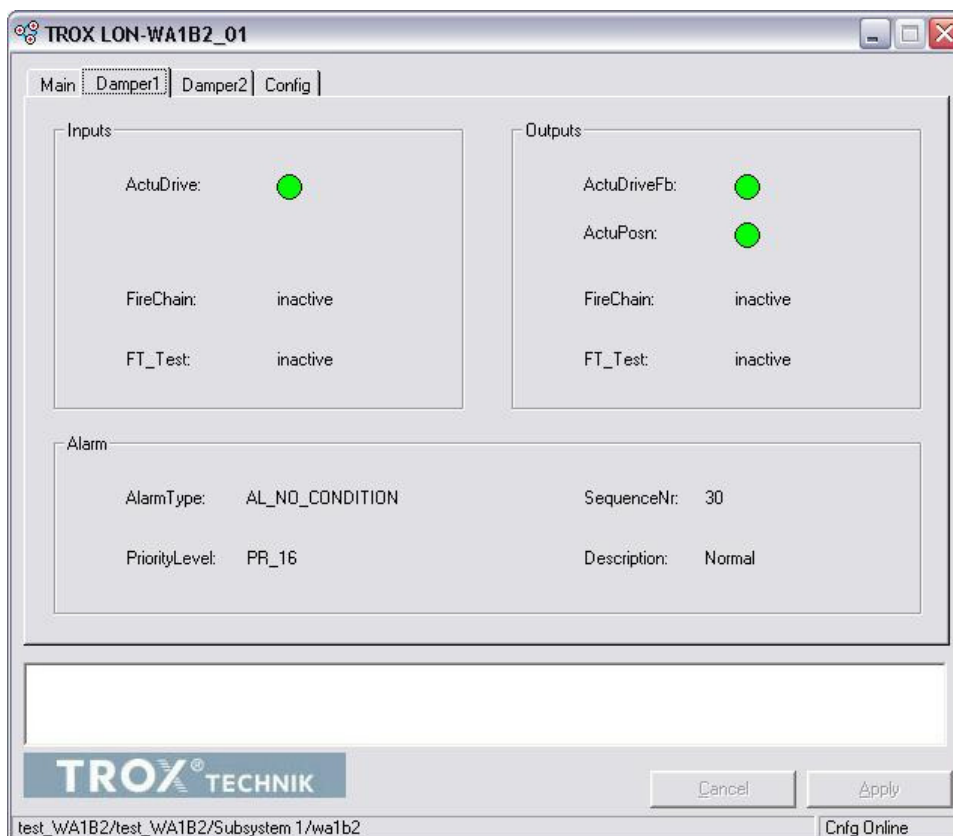 TROX LON-WA1B2_01
Main Damper1 Damper2 Config
Inputs
ActuDrive:
FireChain: inactive
FT_Test: inactive
Outputs
ActuDriveFb:
ActuPosn:
FireChain: inactive
FT_Test: inactive
Alarm
AlarmType: AL_NO_CONDITION
SequenceNr: 30
PriorityLevel: PR_16
Description: Normal
TROX® TECHNIK
Cancel Apply
test_WA1B2/test_WA1B2/Subsystem 1/wa1b2
Cnfg Online